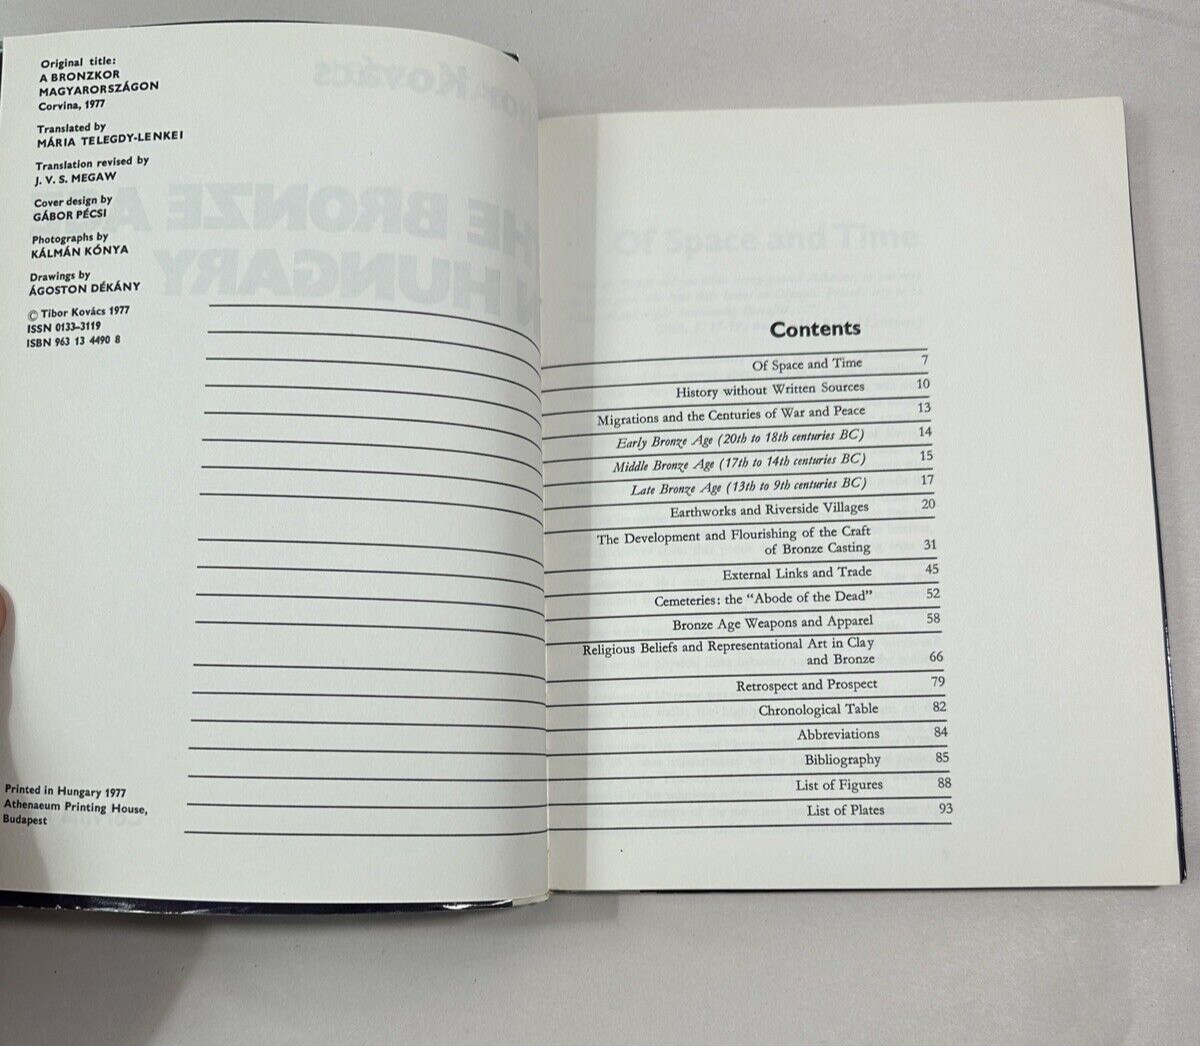 Original title:
A BRONZKOR
MAGYARORSZÁGON
Corvina, 1977
Translated by
MÁRIA TELEGDY-LENKEI
Translation revised by
J. V. S. MEGAW
Cover design by
GÁBOR PÉCSI
Photographs by
KÁLMÁN KÓNYA
Drawings by
ÁGOSTON DÉKÁNY
© Tibor Kovács 1977
ISSN 0133–3119
ISBN 963 13 4490 8
Printed in Hungary 1977
Athenaeum Printing House,
Budapest
Contents
Of Space and Time 7
History without Written Sources 10
Migrations and the Centuries of War and Peace 13
Early Bronze Age (20th to 18th centuries BC) 14
Middle Bronze Age (17th to 14th centuries BC) 15
Late Bronze Age (13th to 9th centuries BC) 17
Earthworks and Riverside Villages 20
The Development and Flourishing of the Craft
of Bronze Casting 31
External Links and Trade 45
Cemeteries: the “Abode of the Dead” 52
Bronze Age Weapons and Apparel 58
Religious Beliefs and Representational Art in Clay
and Bronze 66
Retrospect and Prospect 79
Chronological Table 82
Abbreviations 84
Bibliography 85
List of Figures 88
List of Plates 93